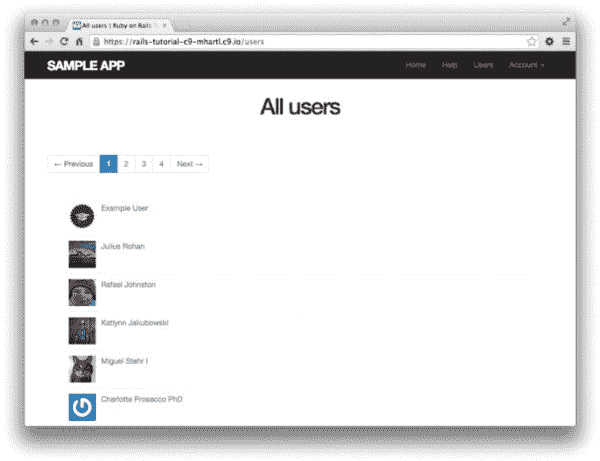 All users | Ruby on Rails T
https://rails-tutorial-c9-mhartl.c9.io/users
SAMPLE APP Home Help Users Account
All users
← Previous 1 2 3 4 Next →
Example User
Julius Rohan
Rafael Johnston
Katlynn Jakubowski
Miguel Stehr I
Charlotte Prosacco PhD